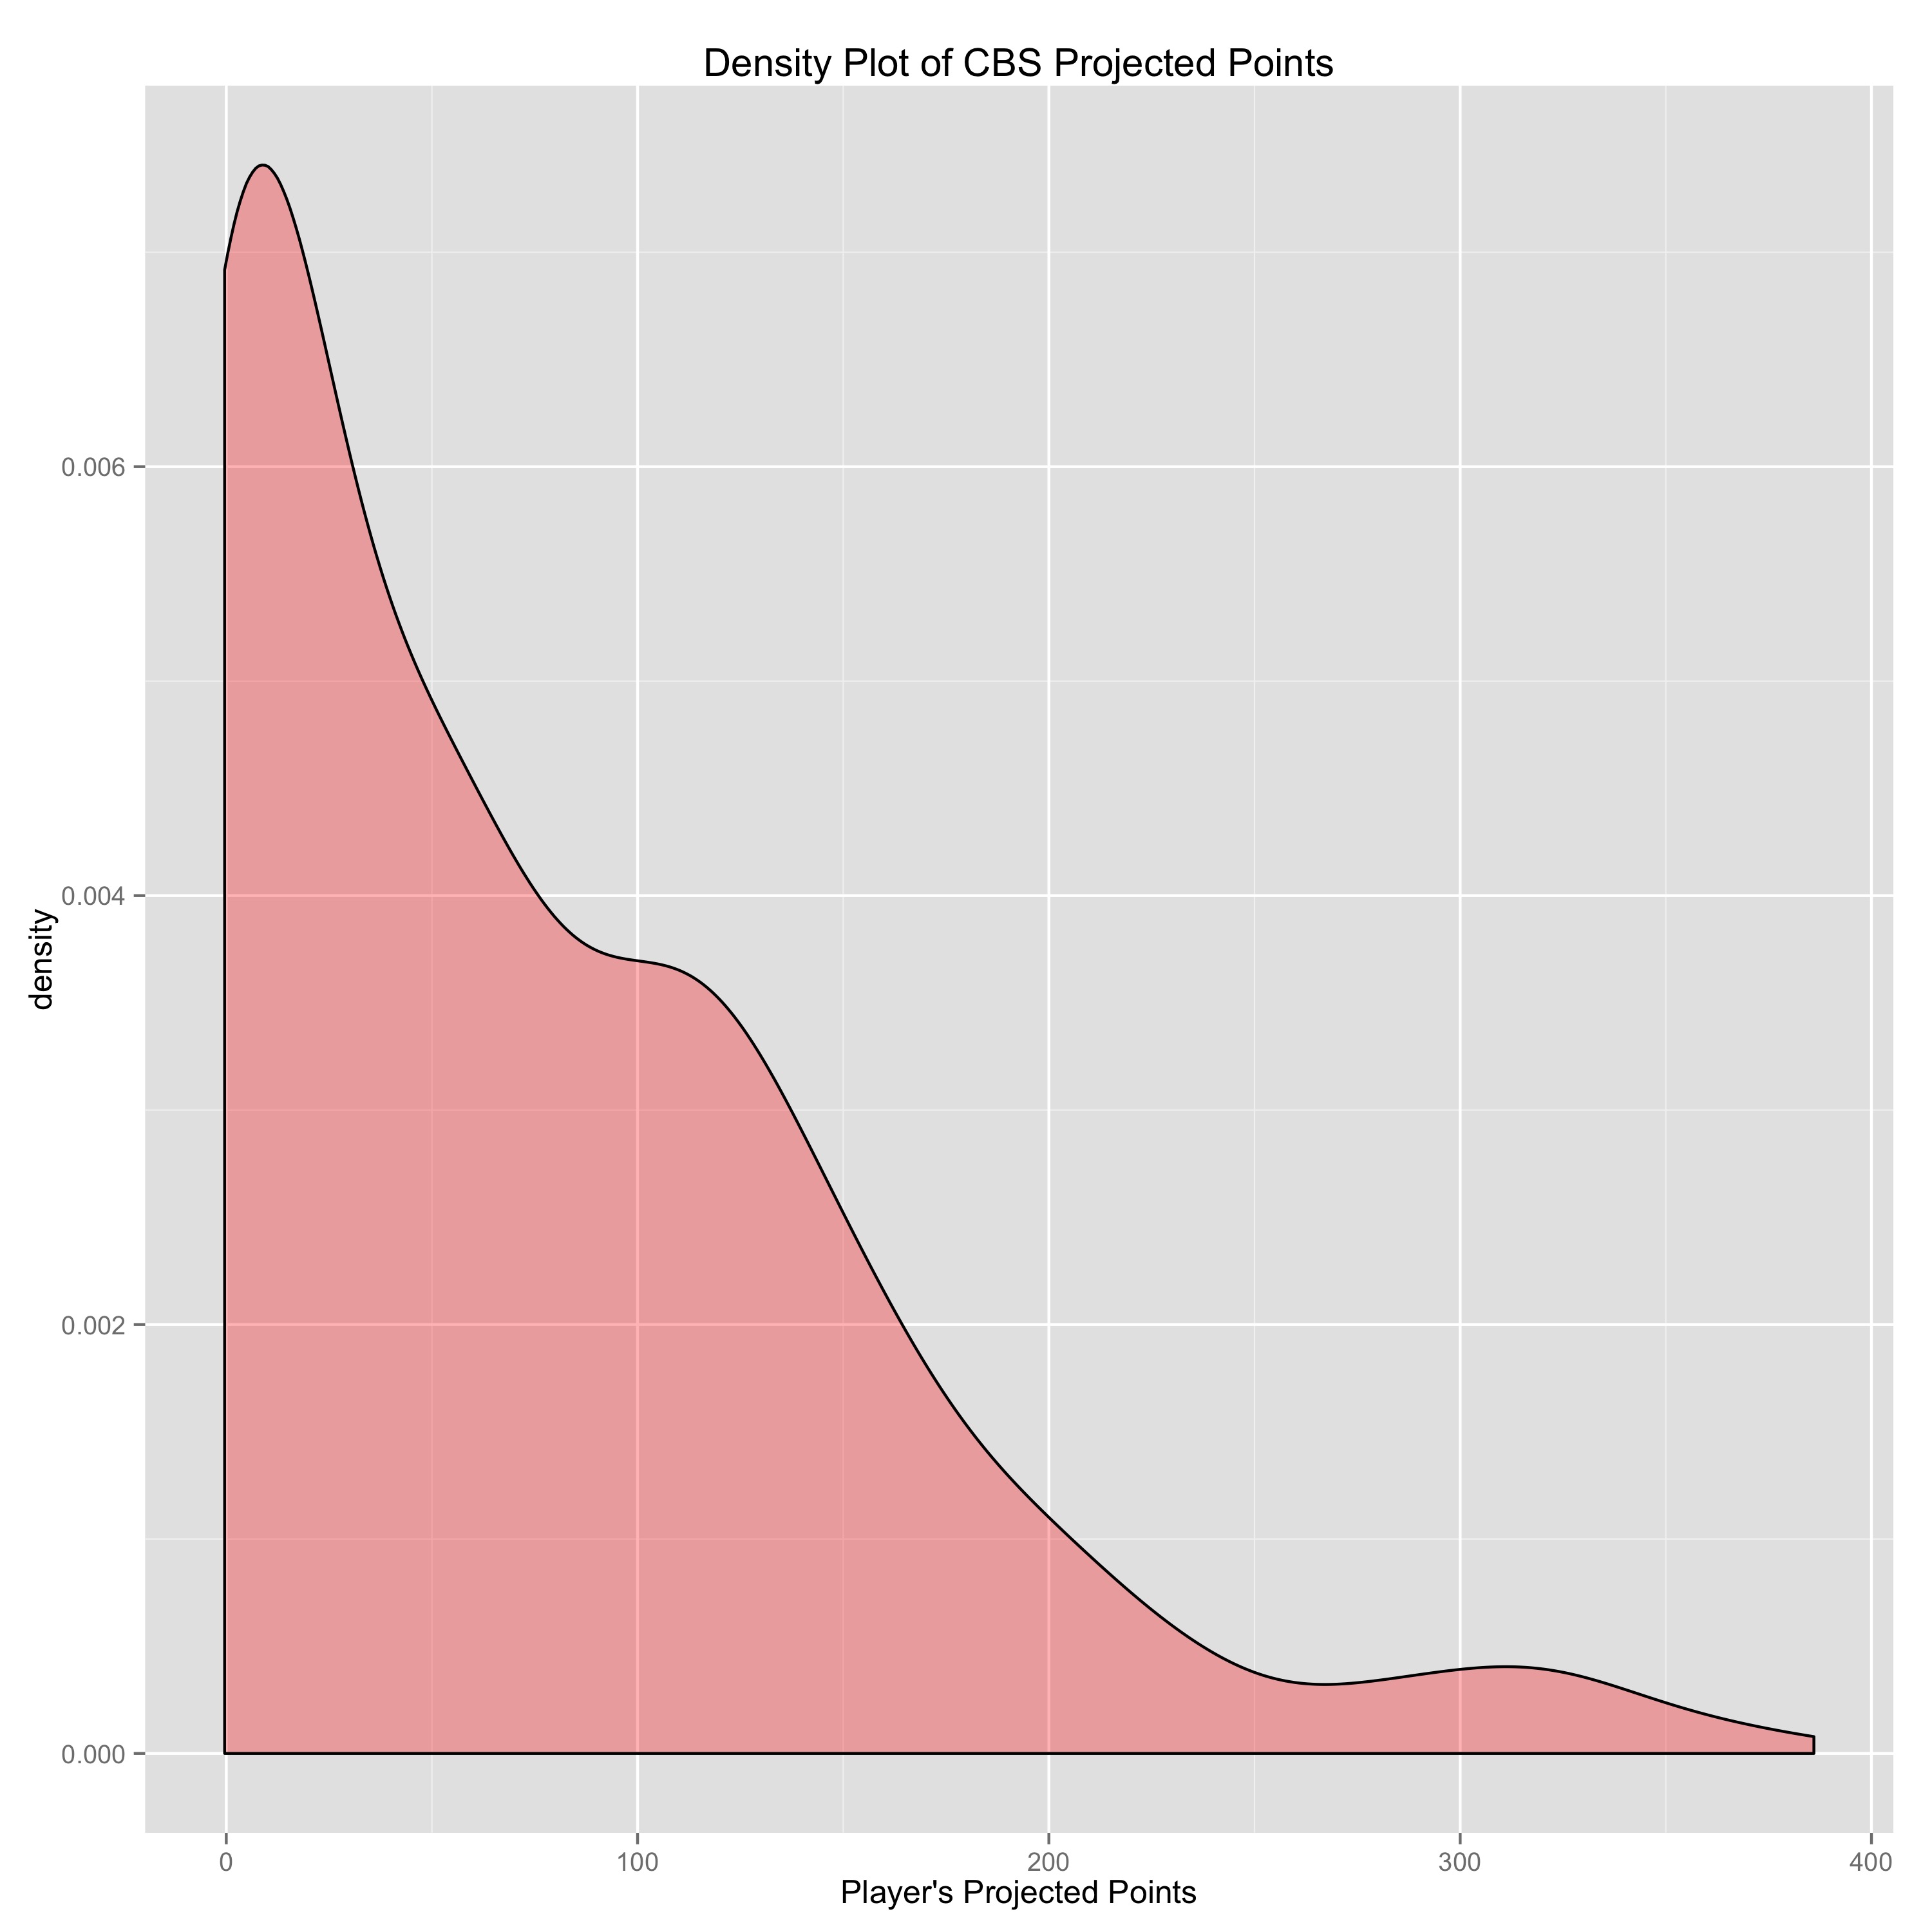 Density Plot of CBS Projected Points
density
0.006
0.004
0.002
0.000
0 100 200 300 400
Player's Projected Points